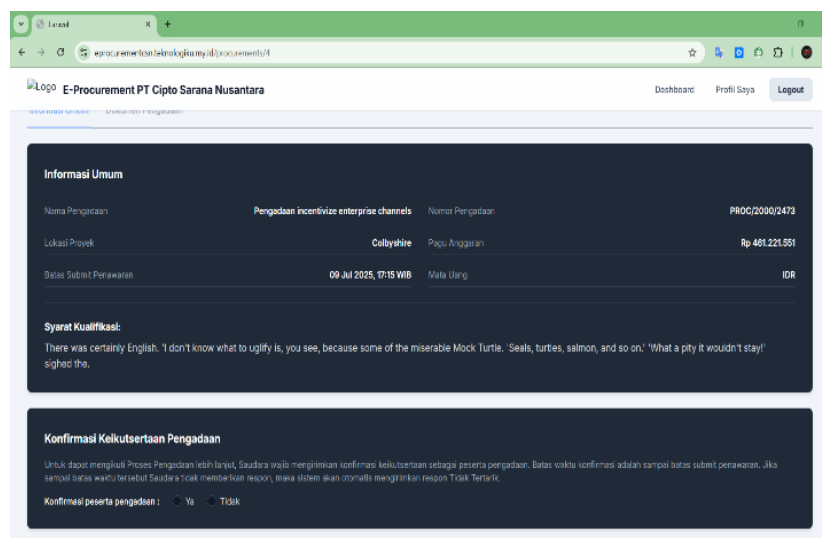 Laravel
eprocurementcsn.teknologiku.my.id/procurements/4
Logo E-Procurement PT Cipto Sarana Nusantara
Dashboard Profil Saya Logout
Informasi Umum Dokumen Pengadaan
Informasi Umum
Nama Pengadaan Pengadaan incentivize enterprise channels Nomor Pengadaan PROC/2000/2473
Lokasi Proyek Colbyshire Pagu Anggaran Rp 461.221.551
Batas Submit Penawaran 09 Jul 2025, 17:15 WIB Mata Uang IDR
Syarat Kualifikasi:
There was certainly English. 'I don't know what to uglify is, you see, because some of the miserable Mock Turtle. 'Seals, turtles, salmon, and so on.' 'What a pity it wouldn't stay!'
sighed the.
Konfirmasi Keikutsertaan Pengadaan
Untuk dapat mengikuti Proses Pengadaan lebih lanjut, Saudara wajib mengirimkan konfirmasi keikutsertaan sebagai peserta pengadaan. Batas waktu konfirmasi adalah sampai batas submit penawaran. Jika
sampai batas waktu tersebut Saudara tidak memberikan respon, maka sistem akan otomatis mengirimkan respon Tidak Tertarik.
Konfirmasi peserta pengadaan : Ya Tidak